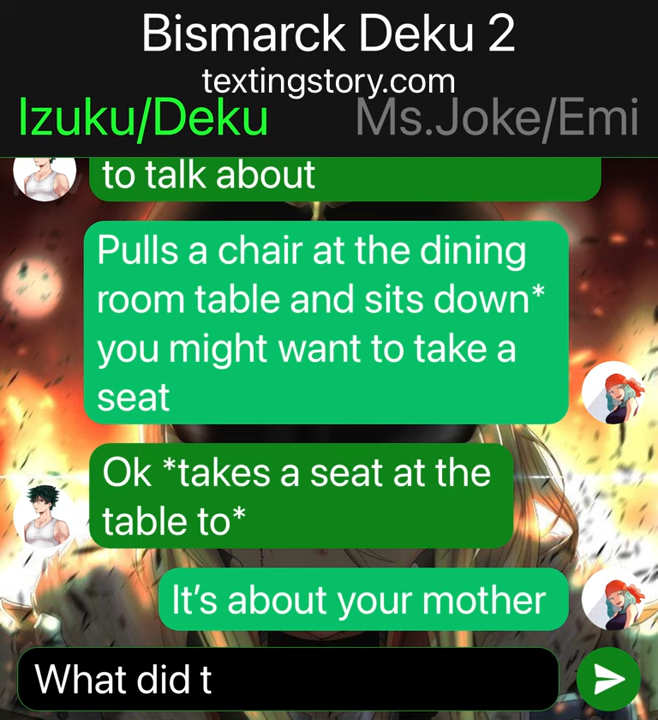 Bismarck Deku 2
textingstory.com
Izuku/Deku Ms.Joke/Emi
to talk about
Pulls a chair at the dining
room table and sits down*
you might want to take a
seat
Ok *takes a seat at the
table to*
It's about your mother
What did t